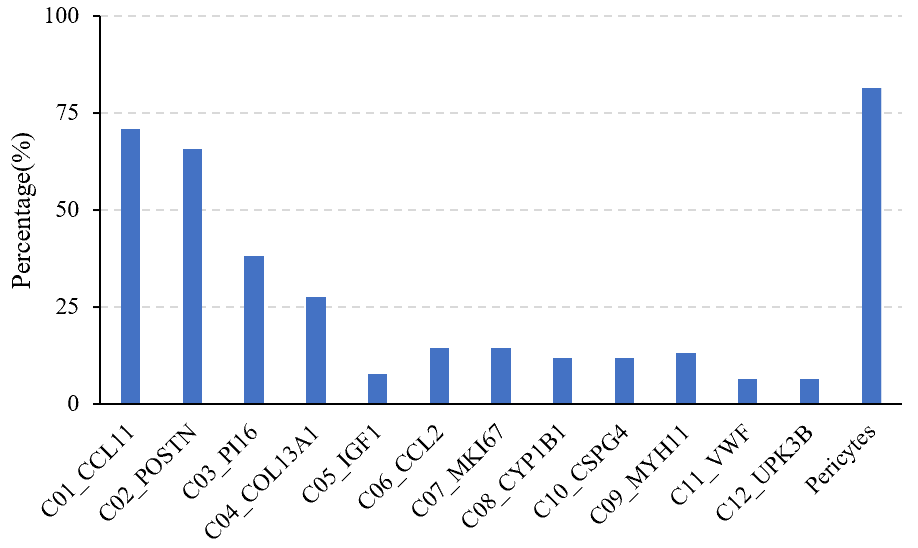 100
75
50
25
0
Percentage(%)
C01_CCL11
C02_POSTN
C03_PI16
C04_COL13A1
C05_IGF1
C06_CCL2
C07_MKI67
C08_CYP1B1
C10_CSPG4
C09_MYH11
C11_VWF
C12_UPK3B
Pericytes